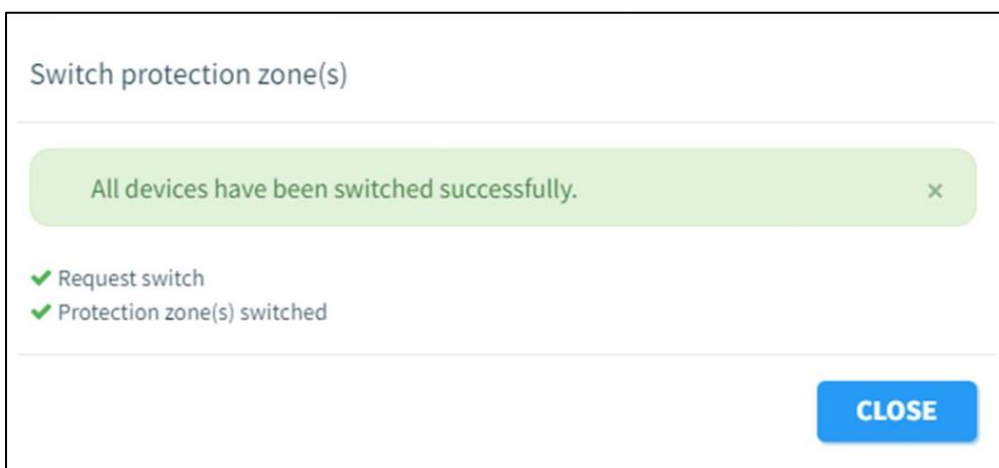 Switch protection zone(s)
All devices have been switched successfully. ×
✔ Request switch
✔ Protection zone(s) switched
CLOSE